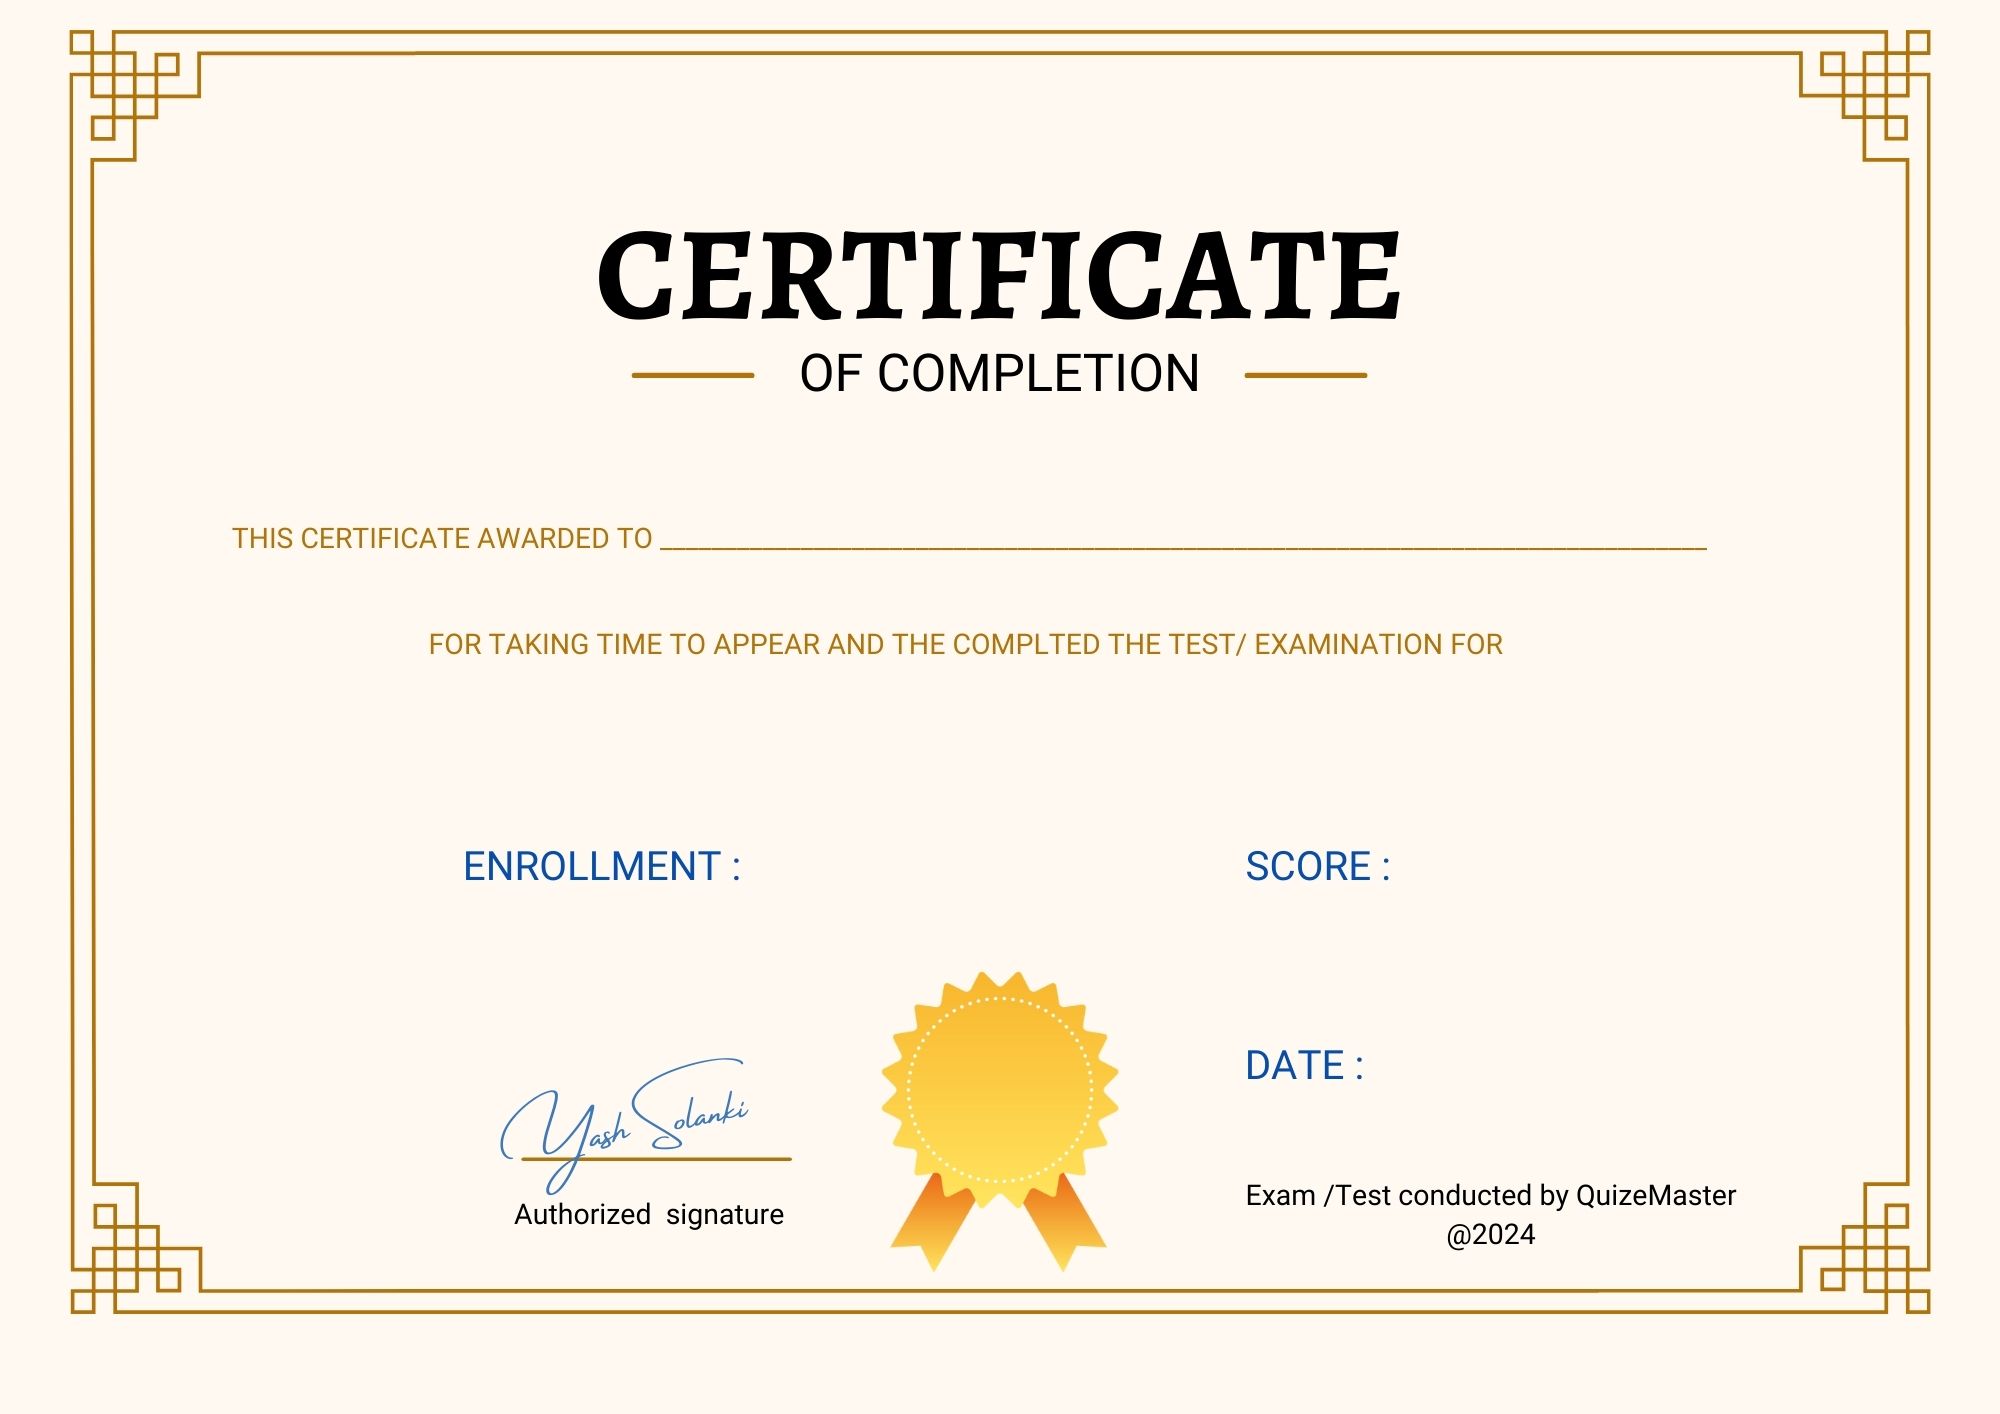 CERTIFICATE
OF COMPLETION
THIS CERTIFICATE AWARDED TO ______________________________________________________________________
FOR TAKING TIME TO APPEAR AND THE COMPLTED THE TEST/ EXAMINATION FOR
ENROLLMENT :
SCORE :
DATE :
Yash Solanki
Authorized  signature
Exam /Test conducted by QuizeMaster
@2024